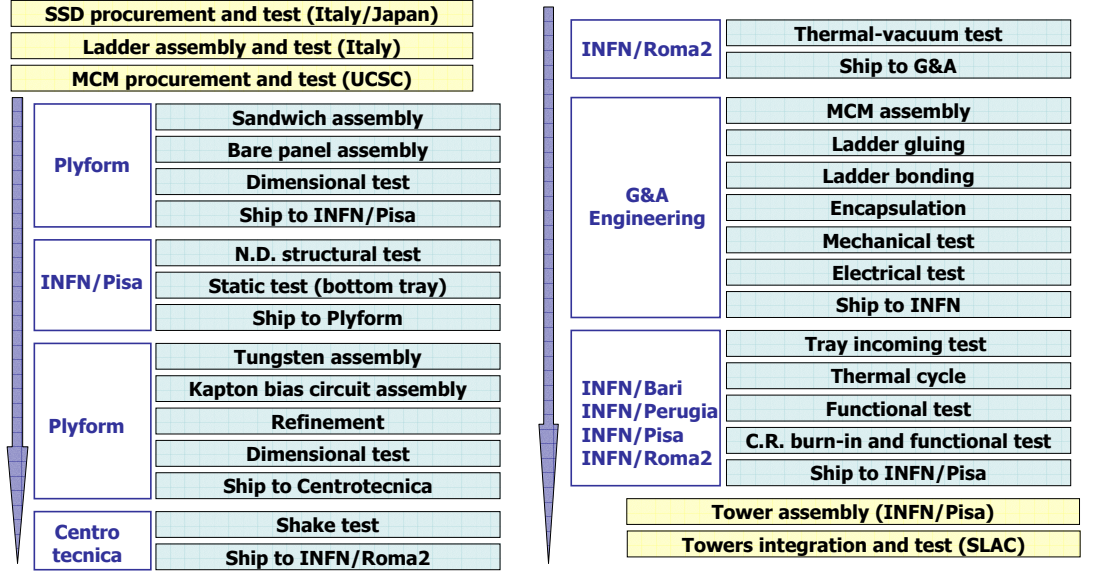 SSD procurement and test (Italy/Japan)
Ladder assembly and test (Italy)
MCM procurement and test (UCSC)
Plyform
Sandwich assembly
Bare panel assembly
Dimensional test
Ship to INFN/Pisa
INFN/Pisa
N.D. structural test
Static test (bottom tray)
Ship to Plyform
Plyform
Tungsten assembly
Kapton bias circuit assembly
Refinement
Dimensional test
Ship to Centrotecnica
Centro
tecnica
Shake test
Ship to INFN/Roma2
INFN/Roma2
Thermal-vacuum test
Ship to G&A
G&A
Engineering
MCM assembly
Ladder gluing
Ladder bonding
Encapsulation
Mechanical test
Electrical test
Ship to INFN
INFN/Bari
INFN/Perugia
INFN/Pisa
INFN/Roma2
Tray incoming test
Thermal cycle
Functional test
C.R. burn-in and functional test
Ship to INFN/Pisa
Tower assembly (INFN/Pisa)
Towers integration and test (SLAC)